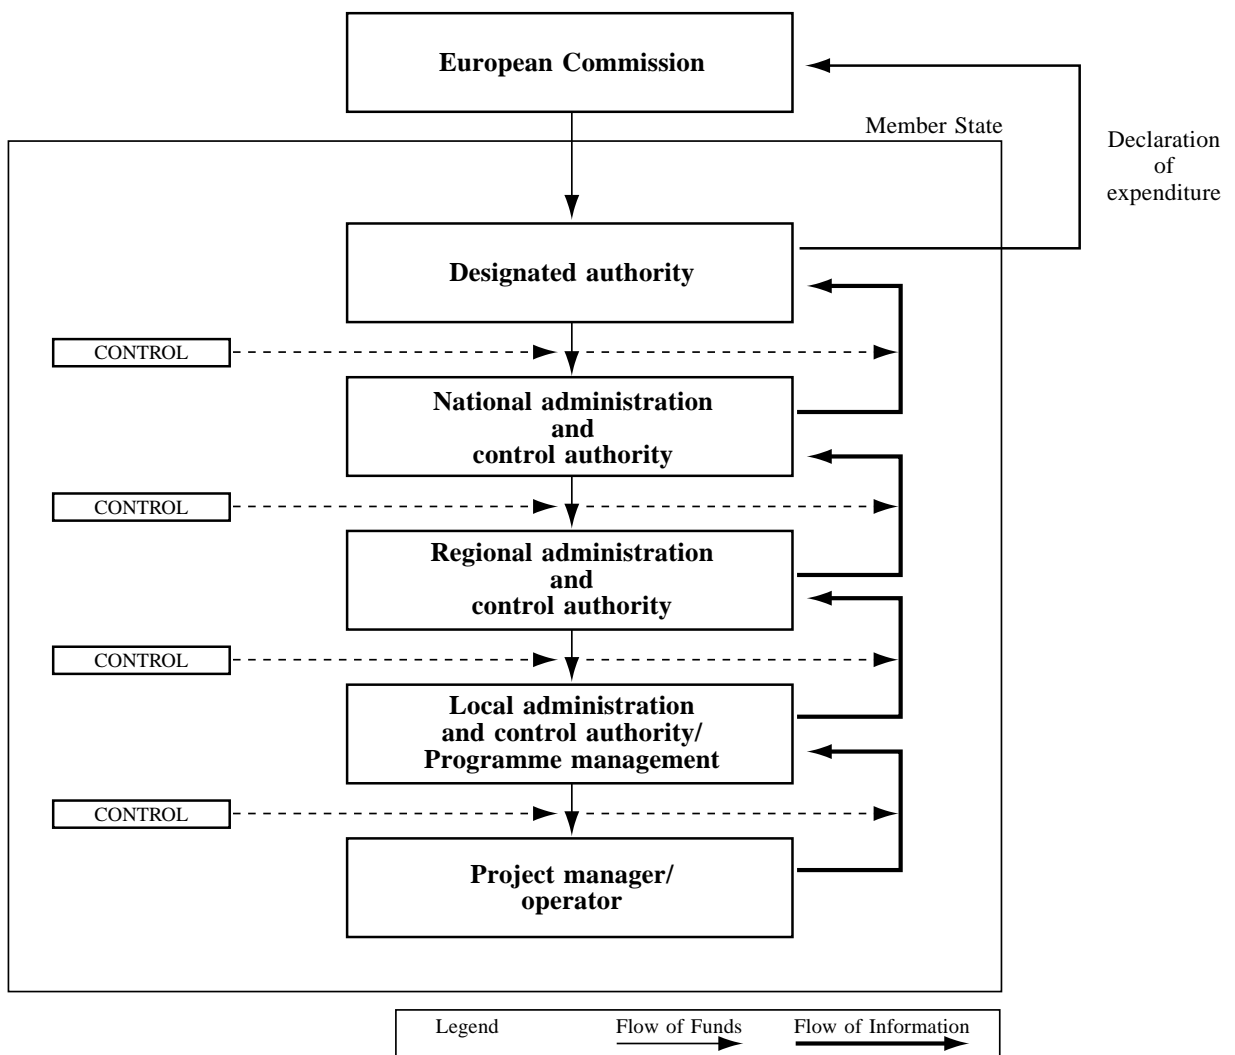 European Commission
Member State
Declaration
of
expenditure
Designated authority
CONTROL
National administration
and
control authority
CONTROL
Regional administration
and
control authority
CONTROL
Local administration
and control authority/
Programme management
CONTROL
Project manager/
operator
Legend
Flow of Funds
Flow of Information